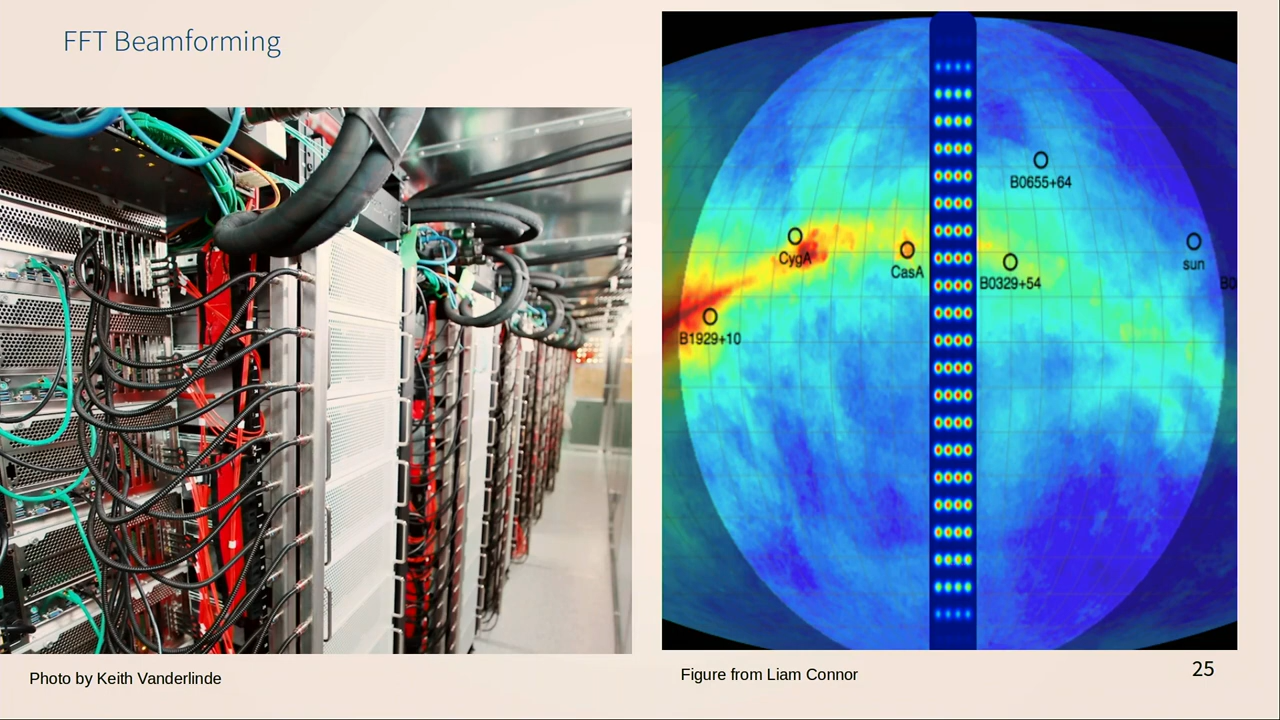 FFT Beamforming
B0655+64
CygA
CasA
B0329+54
sun
B0
B1929+10
Photo by Keith Vanderlinde
Figure from Liam Connor
25